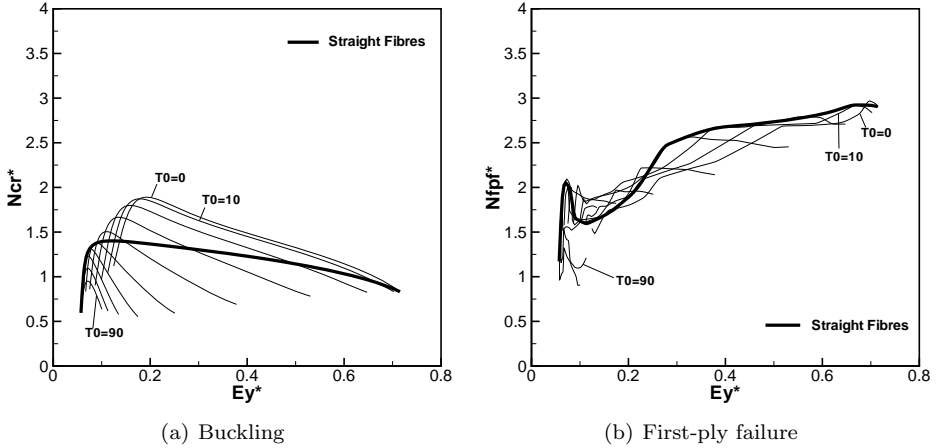 4
3.5
3
2.5
2
1.5
1
0.5
0
Ncr*
Straight Fibres
T0=0
T0=10
T0=90
0
0.2
0.4
0.6
0.8
Ey*
(a) Buckling
4
3.5
3
2.5
2
1.5
1
0.5
0
Nfpf*
T0=0
T0=10
T0=90
Straight Fibres
0
0.2
0.4
0.6
0.8
Ey*
(b) First-ply failure